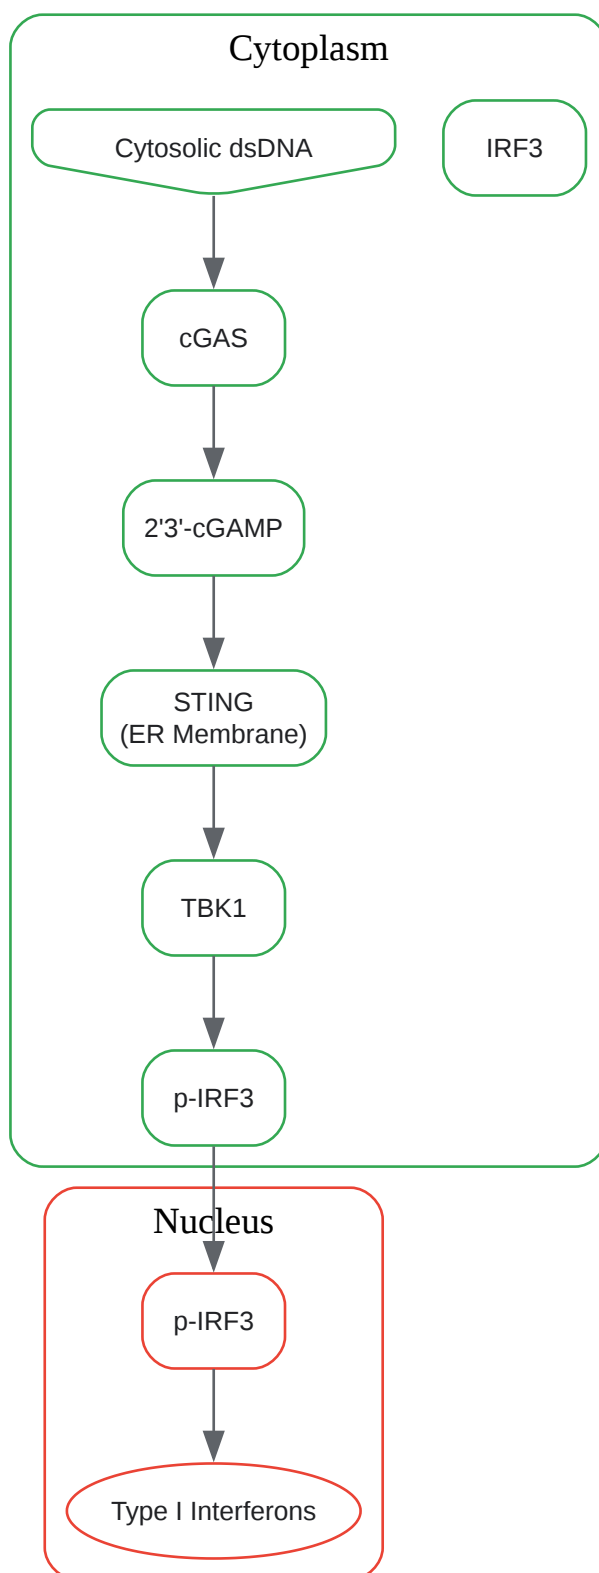 Cytoplasm
Cytosolic dsDNA
IRF3
cGAS
2'3'-cGAMP
STING
(ER Membrane)
TBK1
p-IRF3
Nucleus
p-IRF3
Type I Interferons